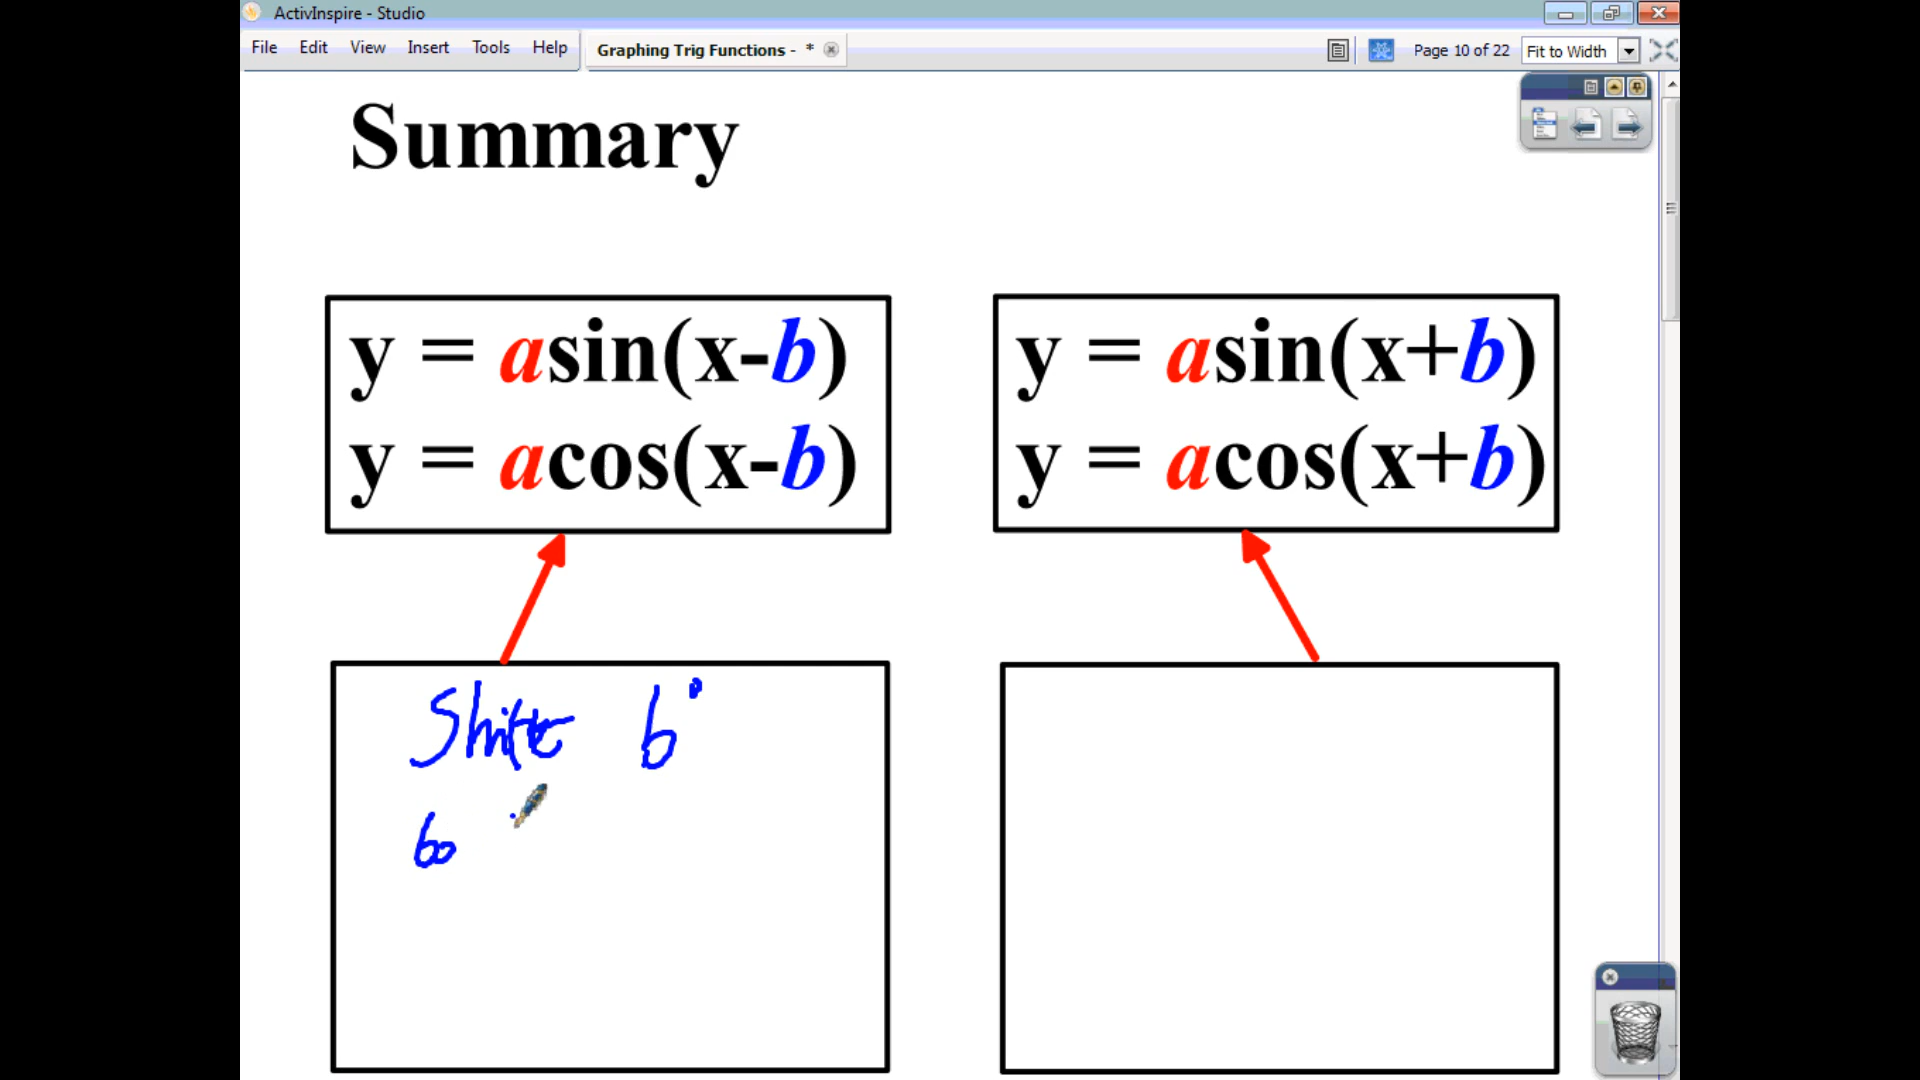 ActivInspire - Studio
File Edit View Insert Tools Help
Graphing Trig Functions - *
Page 10 of 22
Fit to Width
Summary
y = asin(x-b)
y = acos(x-b)
y = asin(x+b)
y = acos(x+b)
Shift b°
to